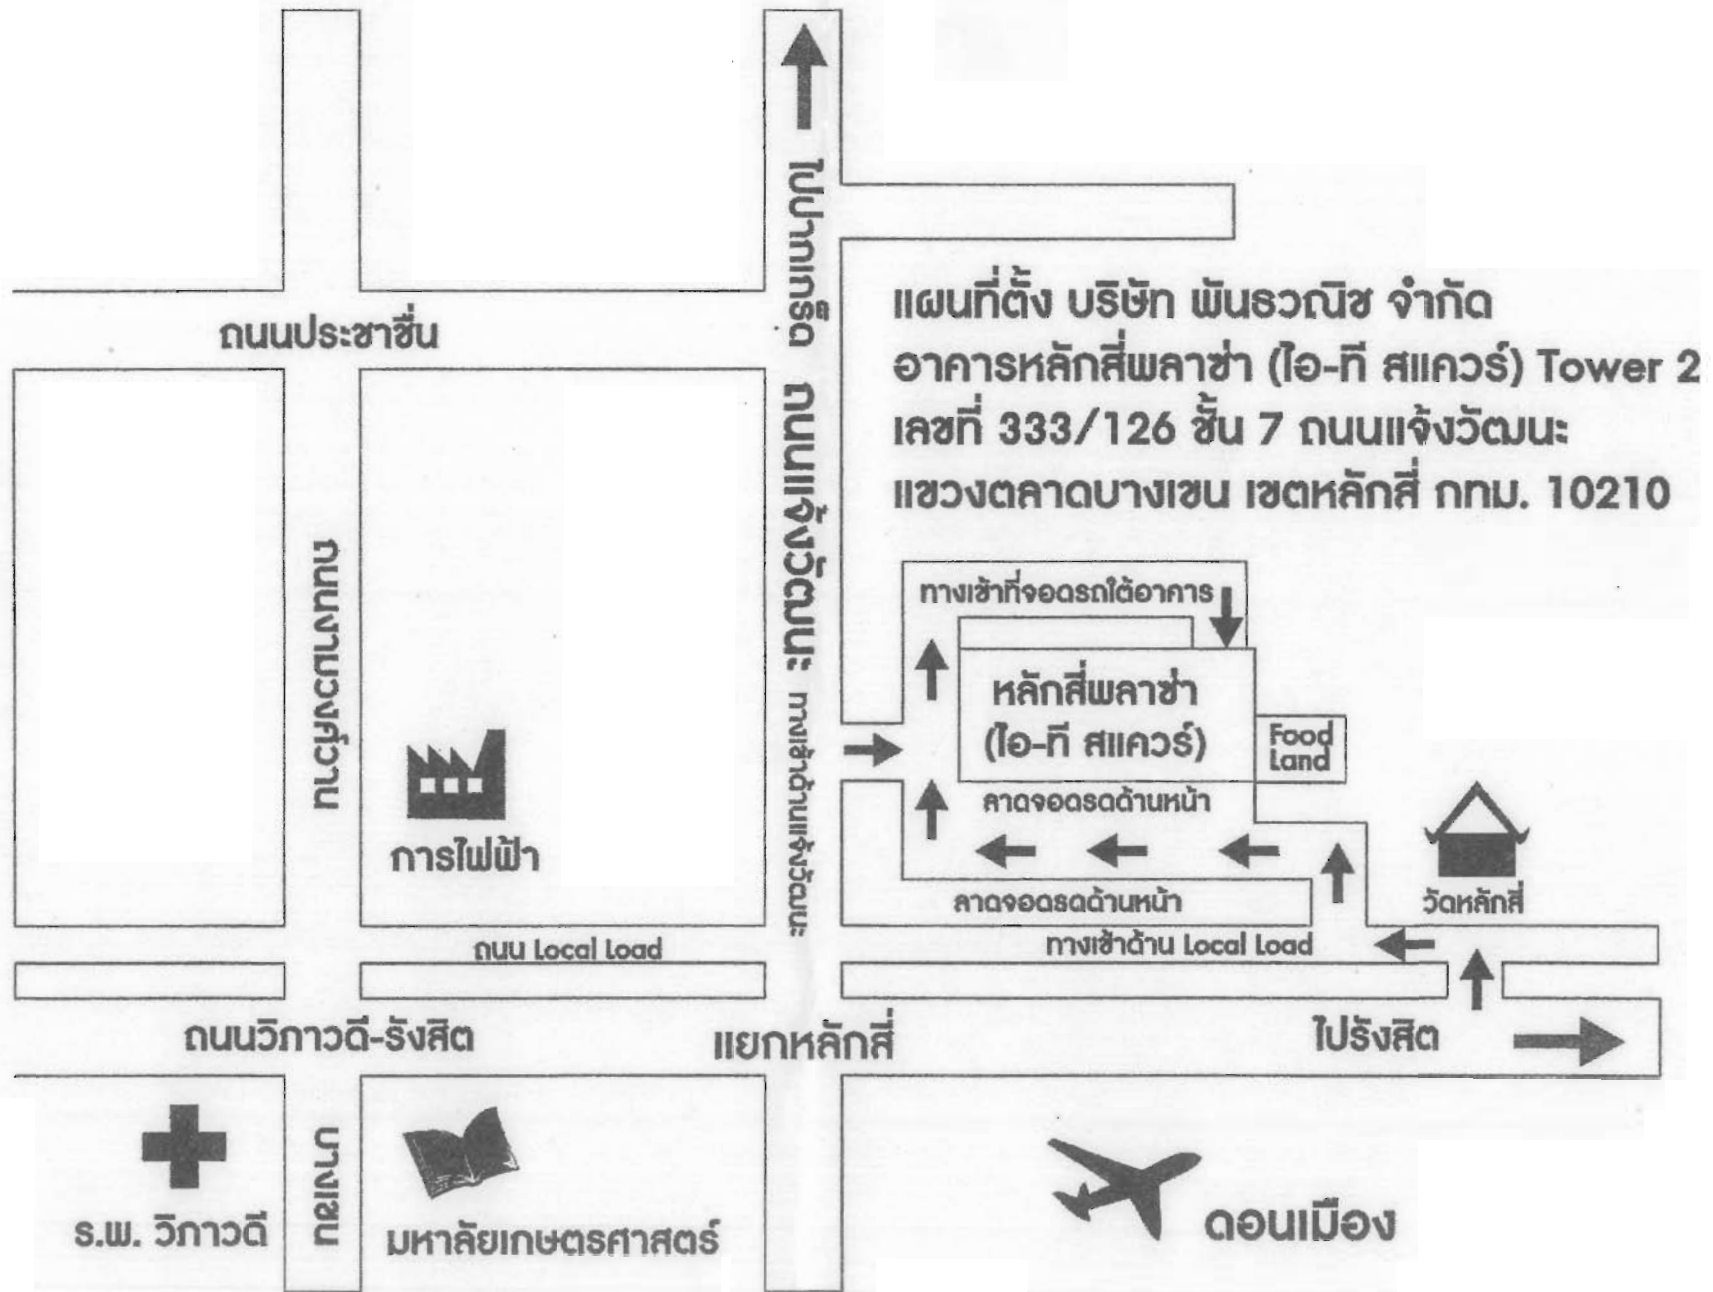 ไปปากเกร็ด
ถนนประชาชื่น
แผนที่ตั้ง บริษัท พันธวณิช จำกัด
อาคารหลักสี่พลาซ่า (ไอ-ที สแควร์) Tower 2
เลขที่ 333/126 ชั้น 7 ถนนแจ้งวัฒนะ
แขวงตลาดบางเขน เขตหลักสี่ กทม. 10210
ถนนแจ้งวัฒนะ
ทางเข้าด้านแจ้งวัฒนะ
ถนนงามวงศ์วาน
ทางเข้าที่จอดรถใต้อาคาร
หลักสี่พลาซ่า
(ไอ-ที สแควร์)
Food
Land
ลาดจอดรดด้านหน้า
การไฟฟ้า
ลาดจอดรดด้านหน้า
วัดหลักสี่
ถนน Local Load
ทางเข้าด้าน Local Load
ถนนวิภาวดี-รังสิต
แยกหลักสี่
ไปรังสิต
บางเขน
ร.พ. วิภาวดี
มหาลัยเกษตรศาสตร์
ดอนเมือง